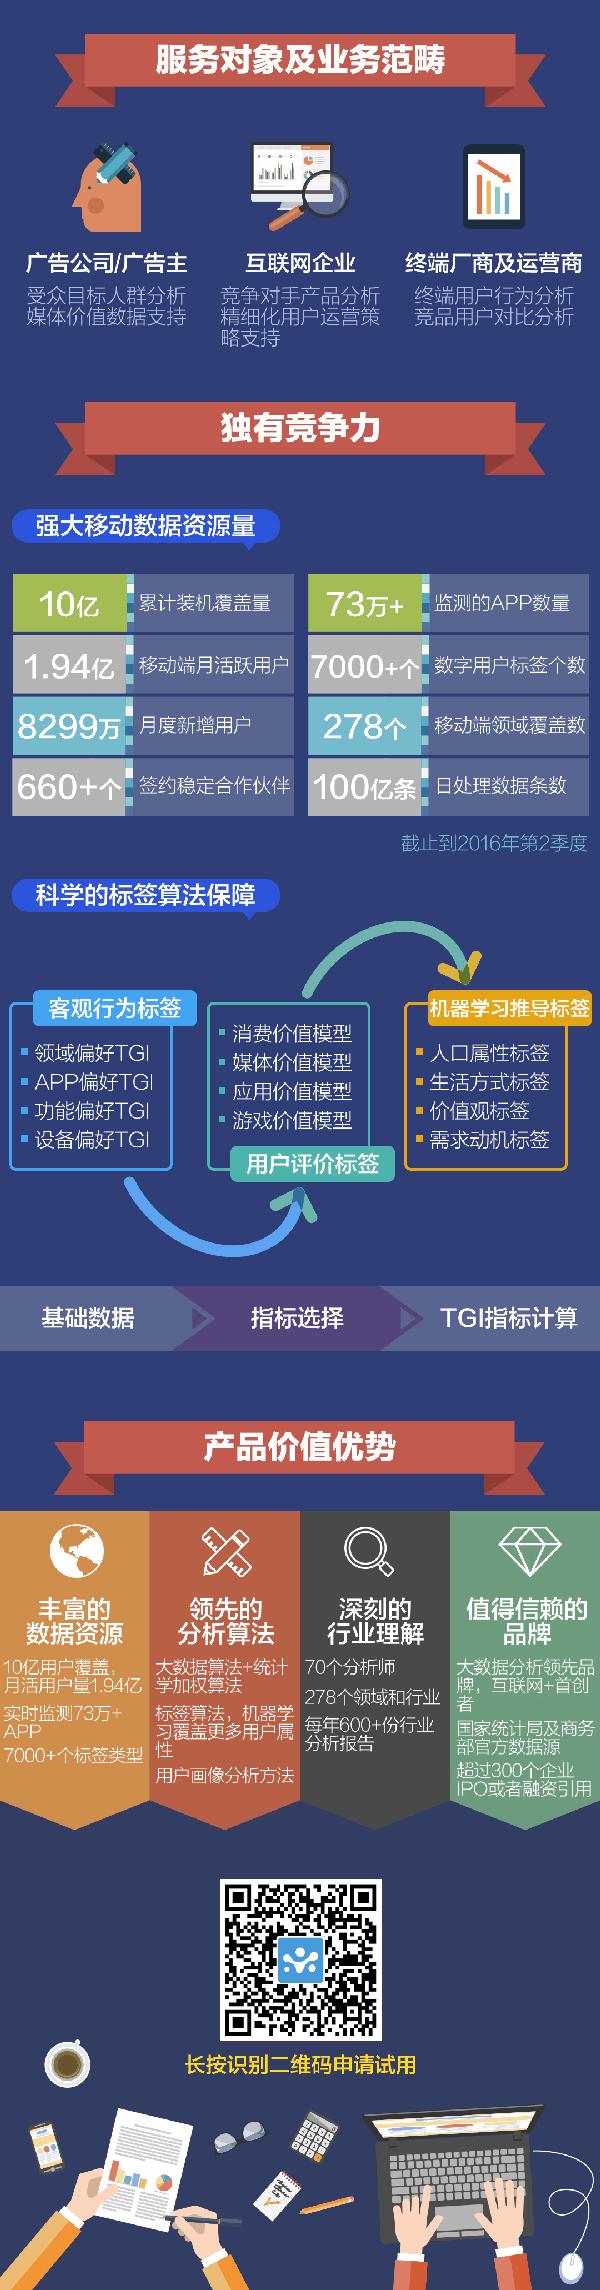 服务对象及业务范畴
广告公司/广告主
受众目标人群分析
媒体价值数据支持
互联网企业
竞争对手产品分析
精细化用户运营策
略支持
终端厂商及运营商
终端用户行为分析
竞品用户对比分析
独有竞争力
强大移动数据资源量
10亿 累计装机覆盖量
73万+ 监测的APP数量
1.94亿 移动端月活跃用户
7000+个 数字用户标签个数
8299万 月度新增用户
278个 移动端领域覆盖数
660+个 签约稳定合作伙伴
100亿条 日处理数据条数
截止到2016年第2季度
科学的标签算法保障
客观行为标签
领域偏好TGI
APP偏好TGI
功能偏好TGI
设备偏好TGI
消费价值模型
媒体价值模型
应用价值模型
游戏价值模型
用户评价标签
机器学习推导标签
人口属性标签
生活方式标签
价值观标签
需求动机标签
基础数据
指标选择
TGI指标计算
产品价值优势
丰富的
数据资源
10亿用户覆盖，
月活用户量1.94亿
实时监测73万+
APP
7000+个标签类型
领先的
分析算法
大数据算法+统计
学加权算法
标签算法，机器学
习覆盖更多用户属
性
用户画像分析方法
深刻的
行业理解
70个分析师
278个领域和行业
每年600+份行业
分析报告
值得信赖的
品牌
大数据分析领先品
牌，互联网+首创
者
国家统计局及商务
部官方数据源
超过300个企业
IPO或者融资引用
长按识别二维码申请试用